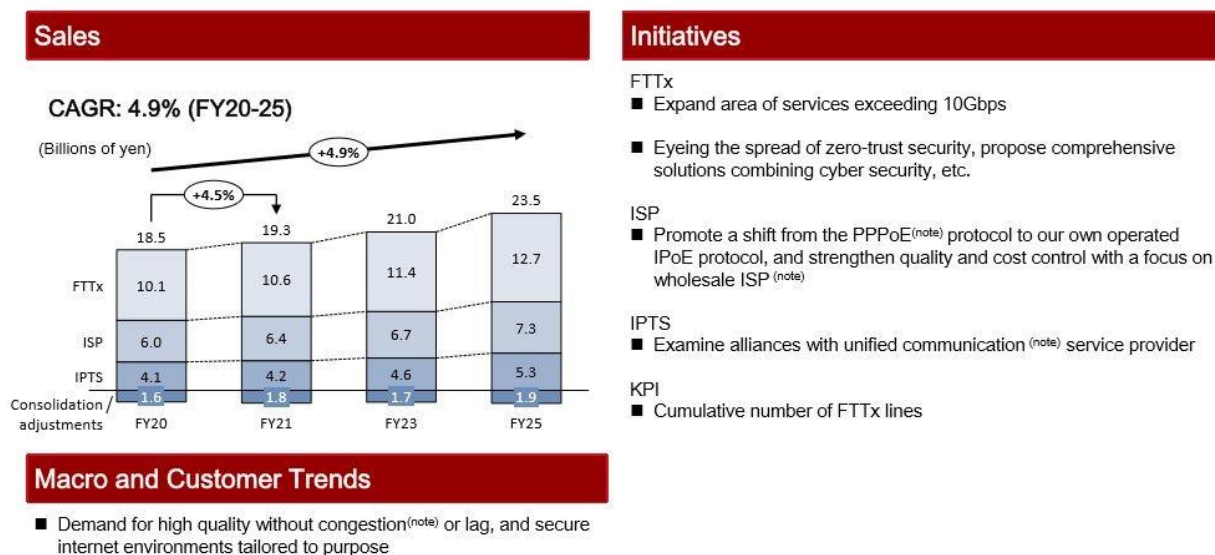 Sales
CAGR: 4.9% (FY20-25)
(Billions of yen)
+4.9%
+4.5%
18.5
19.3
21.0
23.5
FTTx
10.1
10.6
11.4
12.7
ISP
6.0
6.4
6.7
7.3
IPTS
4.1
4.2
4.6
5.3
Consolidation /
adjustments
1.6
1.8
1.7
1.9
FY20
FY21
FY23
FY25
Macro and Customer Trends
■ Demand for high quality without congestion(note) or lag, and secure
internet environments tailored to purpose
Initiatives
FTTx
■ Expand area of services exceeding 10Gbps
■ Eyeing the spread of zero-trust security, propose comprehensive
solutions combining cyber security, etc.
ISP
■ Promote a shift from the PPPoE(note) protocol to our own operated
IPoE protocol, and strengthen quality and cost control with a focus on
wholesale ISP (note)
IPTS
■ Examine alliances with unified communication (note) service provider
KPI
■ Cumulative number of FTTx lines